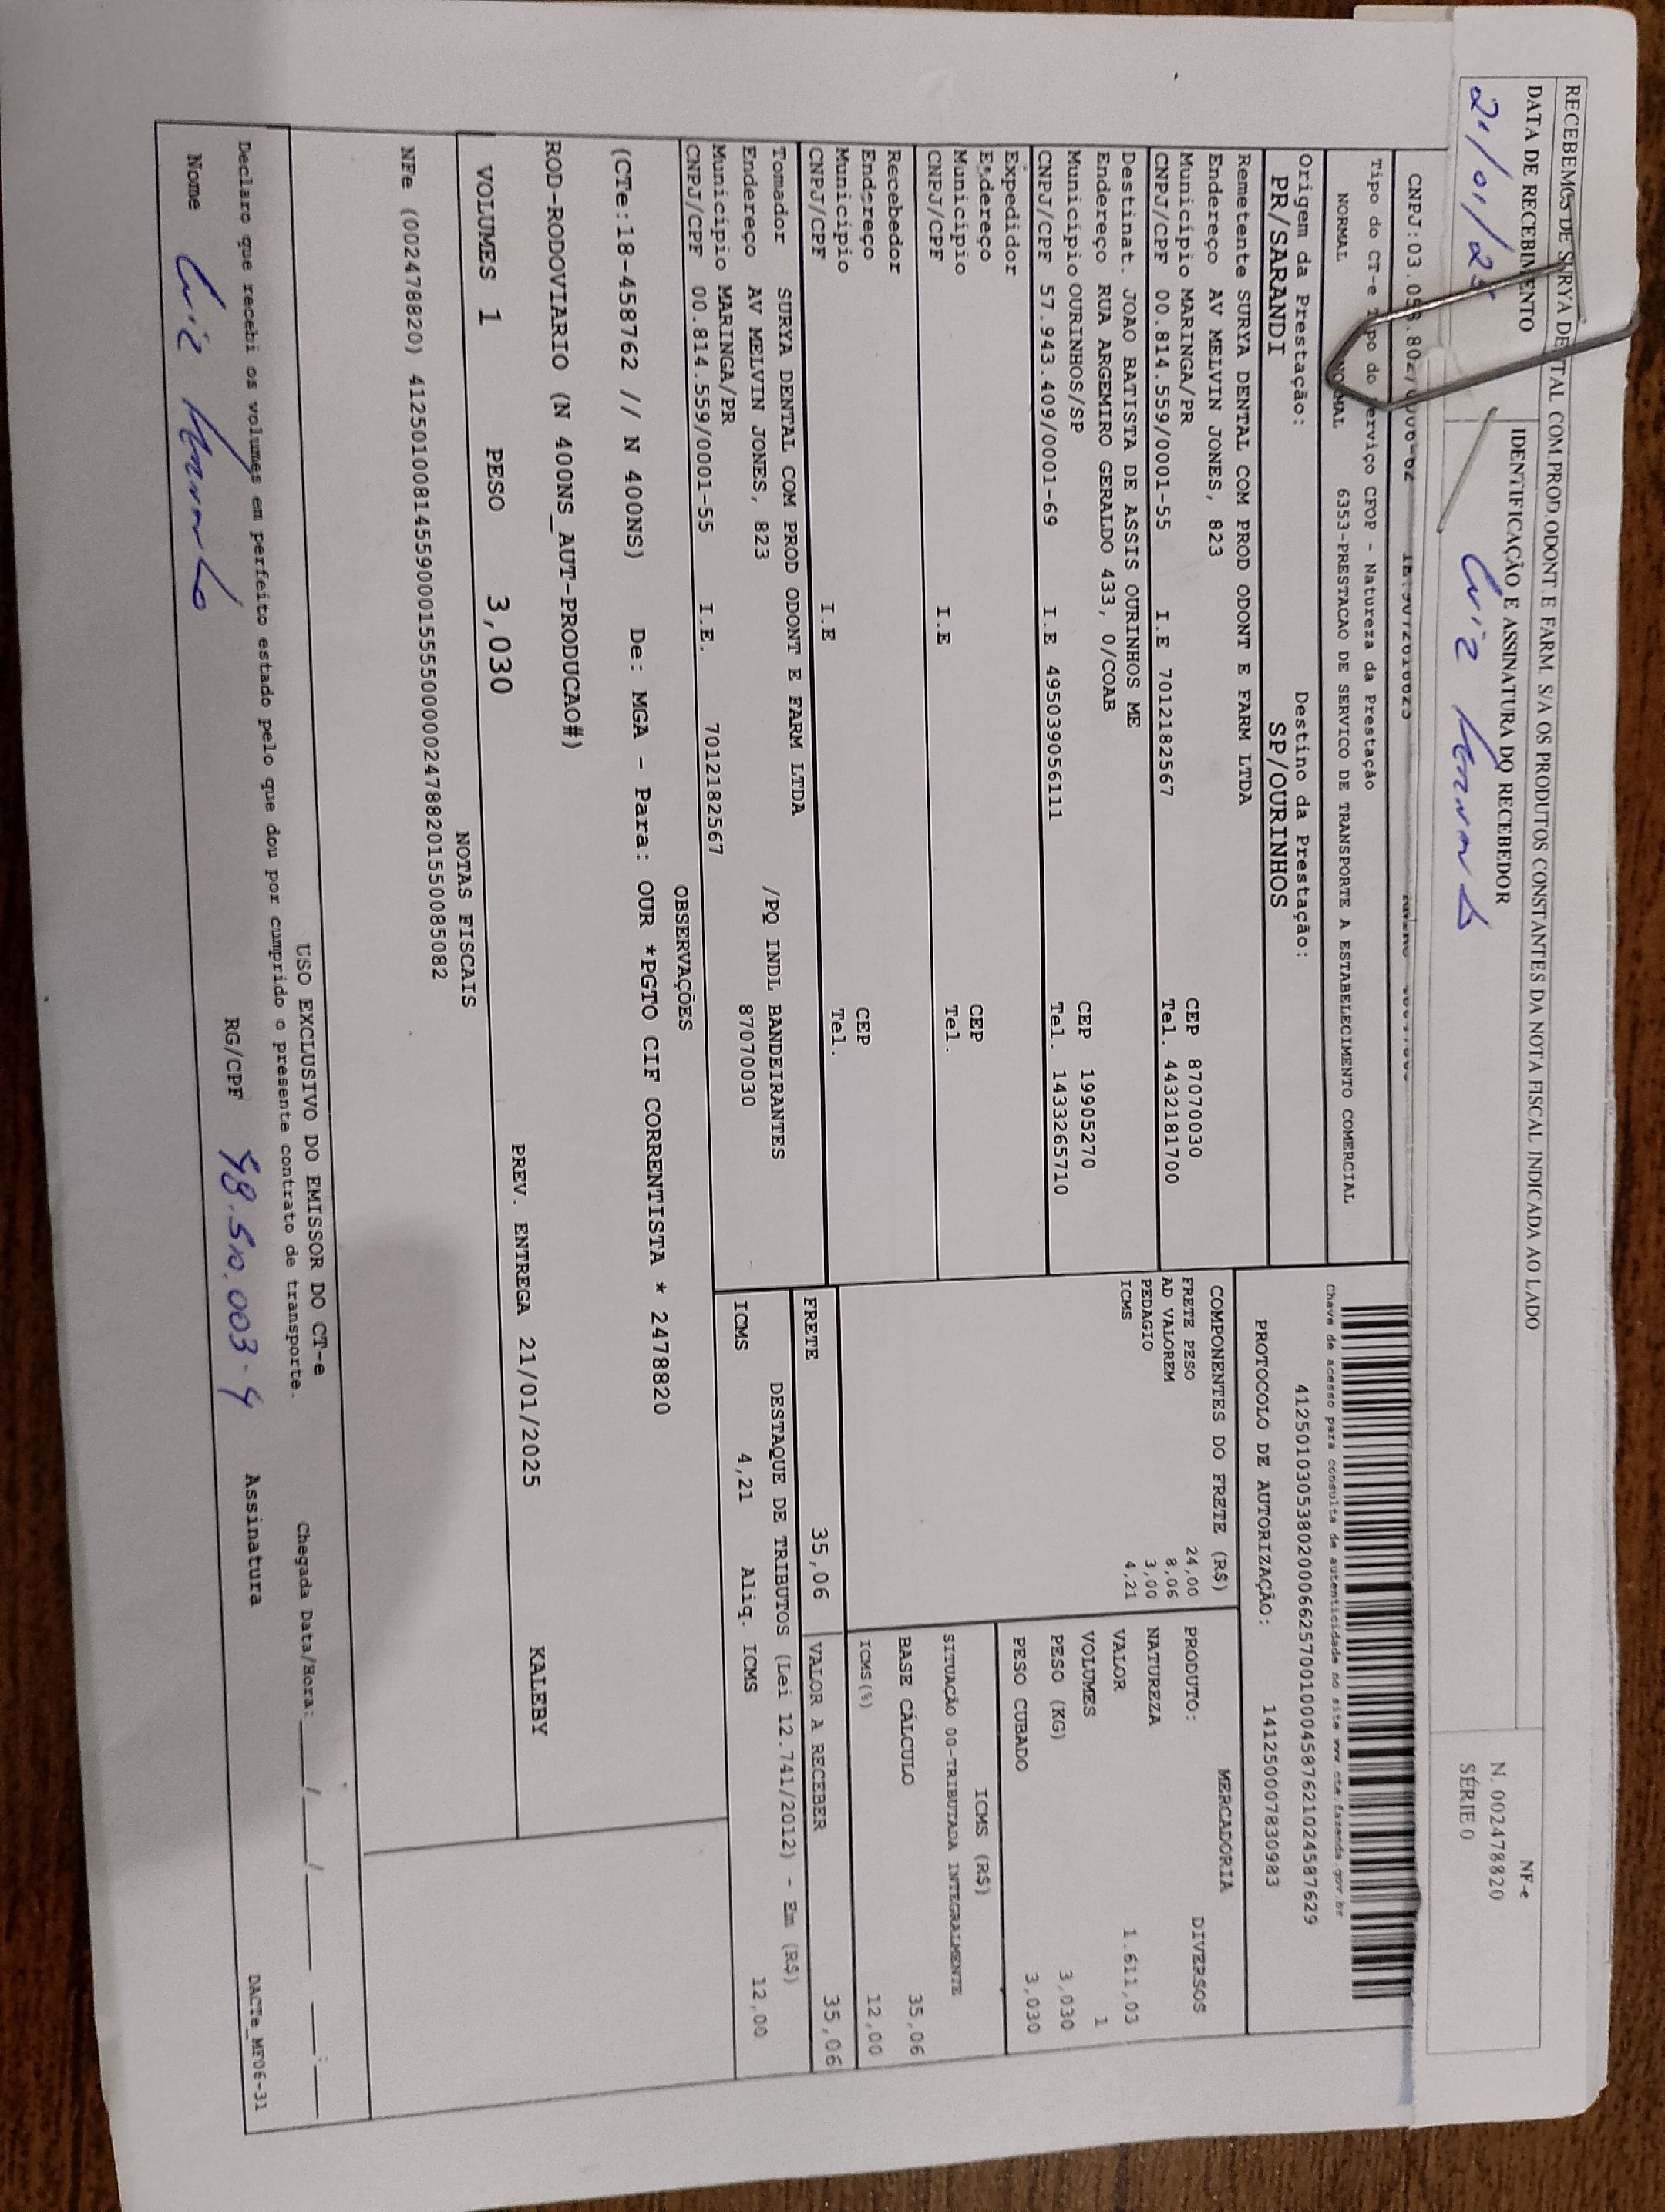 RECEBEMOS DE SURYA DENTAL COM.PROD.ODONT.E FARM. S/A OS PRODUTOS CONSTANTES DA NOTA FISCAL INDICADA AO LADO
DATA DE RECEBIMENTO
IDENTIFICAÇÃO E ASSINATURA DO RECEBEDOR
21/01/25
NF-e
N. 002478820
SÉRIE 0
Tipo do CT-e Tipo do Serviço CFOP - Natureza da Prestação
NORMAL NORMAL 6353-PRESTACAO DE SERVICO DE TRANSPORTE A ESTABELECIMENTO COMERCIAL
Chave de acesso para consulta de autenticidade no site www.cte.fazenda.gov.br
41250103053802000662570010004587621024587629
Origem da Prestação: Destino da Prestação:
PR/SARANDI SP/OURINHOS
PROTOCOLO DE AUTORIZAÇÃO: 141250007830983
Remetente SURYA DENTAL COM PROD ODONT E FARM LTDA
Endereço AV MELVIN JONES, 823
Município MARINGA/PR CEP 87070030
CNPJ/CPF 00.814.559/0001-55 I.E 7012182567 Tel. 4432181700
Destinat. JOAO BATISTA DE ASSIS OURINHOS ME
Endereço RUA ARGEMIRO GERALDO 433, 0/COAB
Município OURINHOS/SP CEP 19905270
CNPJ/CPF 57.943.409/0001-69 I.E 495039056111 Tel. 1433265710
Expedidor
Endereço
Município CEP
CNPJ/CPF I.E Tel.
Recebedor
Endereço
Município CEP
CNPJ/CPF I.E Tel.
Tomador SURYA DENTAL COM PROD ODONT E FARM LTDA
Endereço AV MELVIN JONES, 823 /PQ INDL BANDEIRANTES
Município MARINGA/PR 87070030
CNPJ/CPF 00.814.559/0001-55 I.E. 7012182567
COMPONENTES DO FRETE (R$)
FRETE PESO 24,00
AD VALOREM 8,06
PEDAGIO 3,00
ICMS 4,21
MERCADORIA
PRODUTO: DIVERSOS
NATUREZA
VALOR 1.611,03
VOLUMES 1
PESO (KG) 3,030
PESO CUBADO 3,030
ICMS (R$)
SITUAÇÃO 00-TRIBUTADA INTEGRALMENTE
BASE CÁLCULO 35,06
ICMS(%) 12,00
FRETE 35,06 VALOR A RECEBER 35,06
DESTAQUE DE TRIBUTOS (Lei 12.741/2012) - Em (R$)
ICMS 4,21 Aliq. ICMS 12,00
OBSERVAÇÕES
(CTe:18-458762 // N 400NS) De: MGA - Para: OUR *PGTO CIF CORRENTISTA * 2478820
ROD-RODOVIARIO (N 400NS_AUT-PRODUCAO#)
VOLUMES 1 PESO 3,030 PREV. ENTREGA 21/01/2025 KALEBY
NOTAS FISCAIS
NFe (002478820) 41250100814559000155550000024788201550085082
USO EXCLUSIVO DO EMISSOR DO CT-e
Declaro que recebi os volumes em perfeito estado pelo que dou por cumprido o presente contrato de transporte.
Chegada Data/Hora:____/____/______ ____:____
Nome RG/CPF Assinatura
DACTe_MF06-31